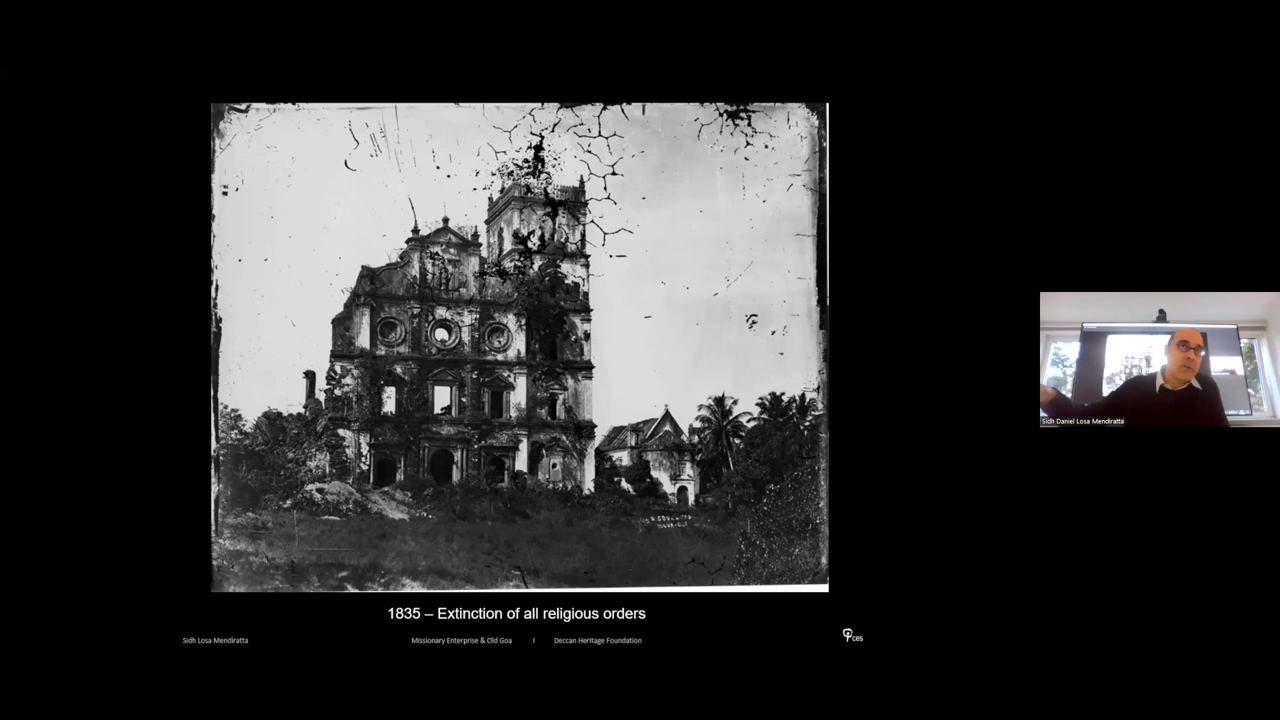 1835 – Extinction of all religious orders
Sidh Losa Mendiratta
Missionary Enterprise & Old Goa I Deccan Heritage Foundation
ces
Sidh Daniel Losa Mendiratta